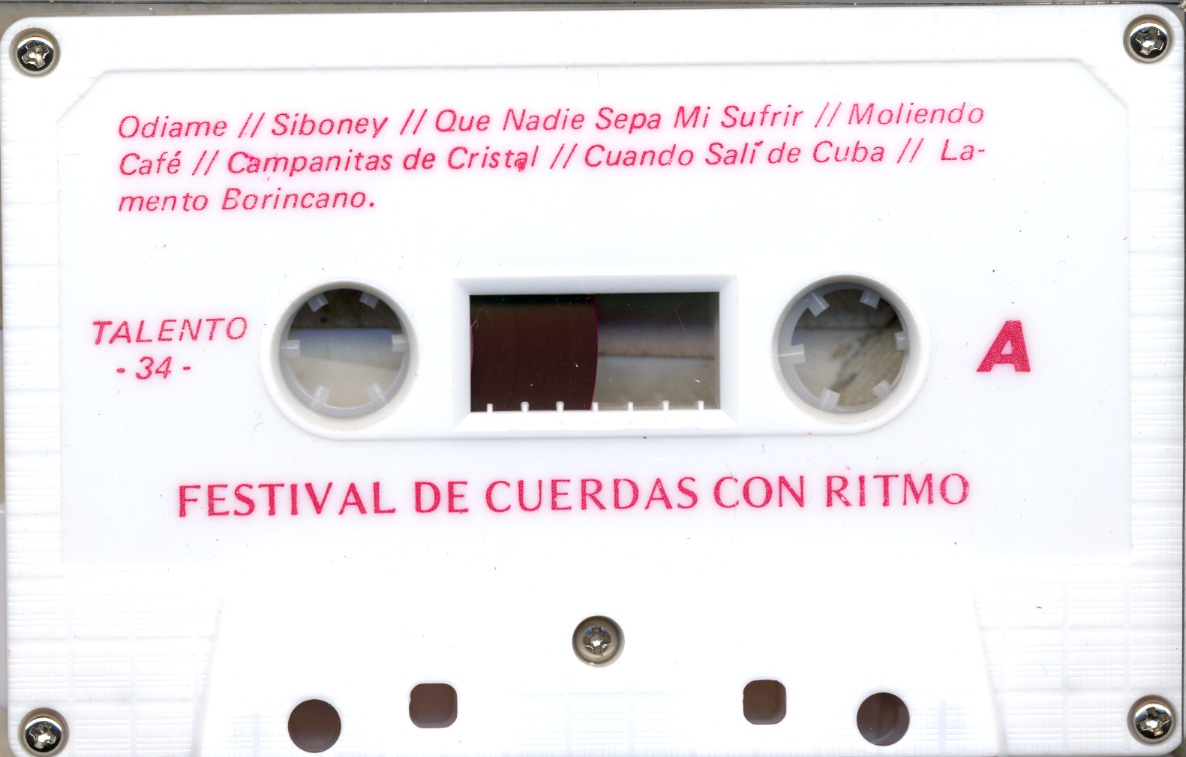 Odiame // Siboney // Que Nadie Sepa Mi Sufrir // Moliendo
Café // Campanitas de Cristal // Cuando Salí de Cuba // La-
mento Borincano.
TALENTO
- 34 -
A
FESTIVAL DE CUERDAS CON RITMO